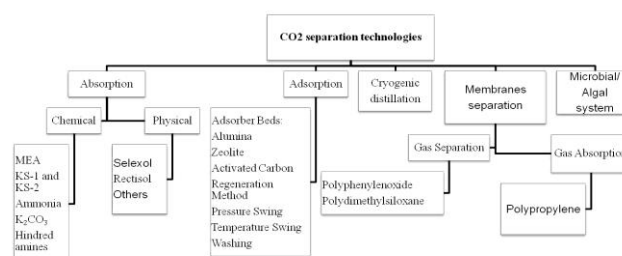 CO2 separation technologies
Absorption
Adsorption
Cryogenic
distillation
Membranes
separation
Microbial/
Algal
system
Chemical
Physical
MEA
KS-1 and
KS-2
Ammonia
K₂CO₃
Hindred
amines
Selexol
Rectisol
Others
Adsorber Beds:
Alumina
Zeolite
Activated Carbon
Regeneration
Method
Pressure Swing
Temperature Swing
Washing
Gas Separation
Gas Absorption
Polyphenylenoxide
Polydimethylsiloxane
Polypropylene